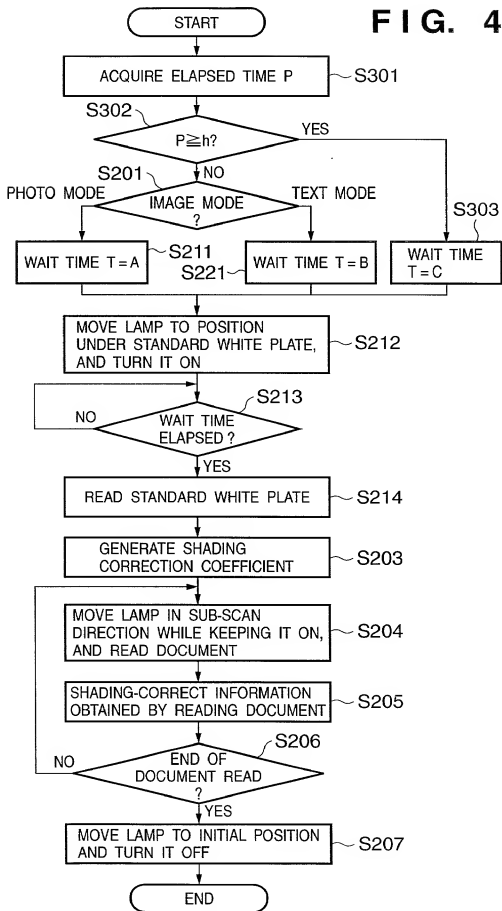 START
FIG. 4
ACQUIRE ELAPSED TIME P
S301
S302
P≧h?
YES
NO
S201
PHOTO MODE
IMAGE MODE
?
TEXT MODE
S303
S211
WAIT TIME T=A
S221
WAIT TIME T=B
WAIT TIME
T=C
MOVE LAMP TO POSITION
UNDER STANDARD WHITE PLATE,
AND TURN IT ON
S212
S213
NO
WAIT TIME
ELAPSED?
YES
READ STANDARD WHITE PLATE
S214
GENERATE SHADING
CORRECTION COEFFICIENT
S203
MOVE LAMP IN SUB-SCAN
DIRECTION WHILE KEEPING IT ON,
AND READ DOCUMENT
S204
SHADING-CORRECT INFORMATION
OBTAINED BY READING DOCUMENT
S205
S206
NO
END OF
DOCUMENT READ
?
YES
MOVE LAMP TO INITIAL POSITION
AND TURN IT OFF
S207
END